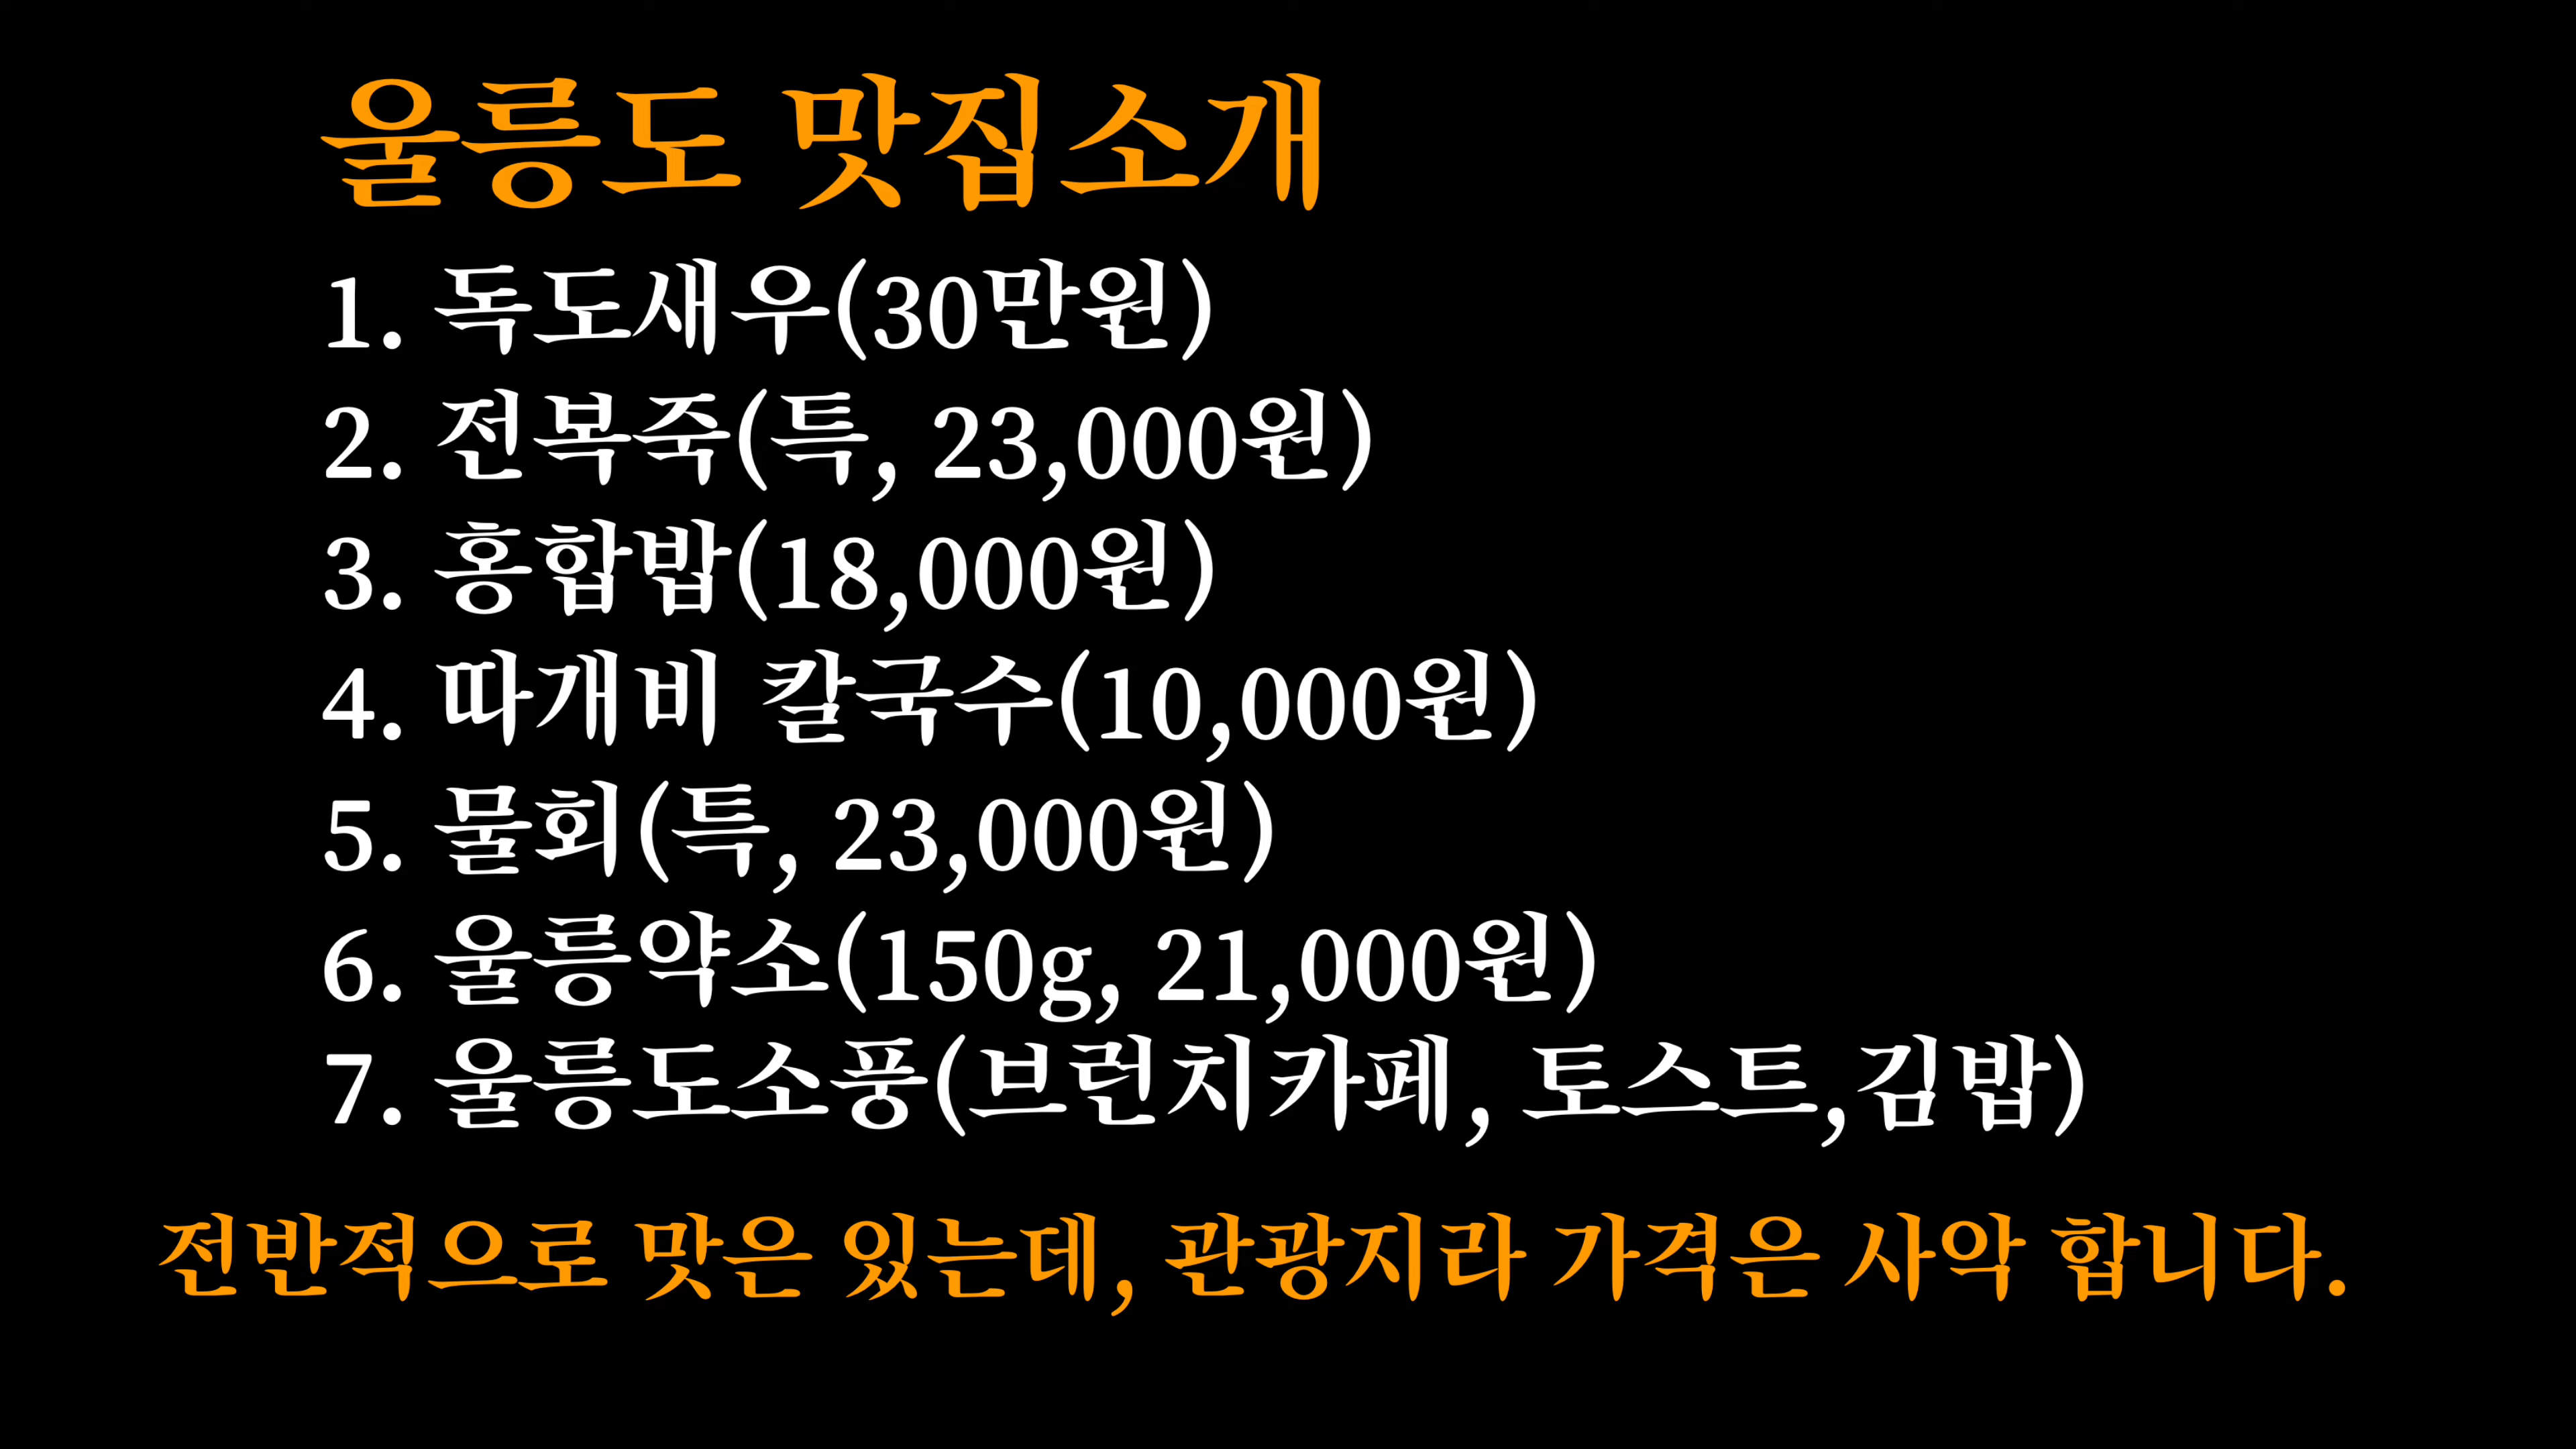 울릉도 맛집소개
1. 독도새우(30만원)
2. 전복죽(특, 23,000원)
3. 홍합밥(18,000원)
4. 따개비 칼국수(10,000원)
5. 물회(특, 23,000원)
6. 울릉약소(150g, 21,000원)
7. 울릉도소풍(브런치카페, 토스트,김밥)
전반적으로 맛은 있는데, 관광지라 가격은 사악 합니다.